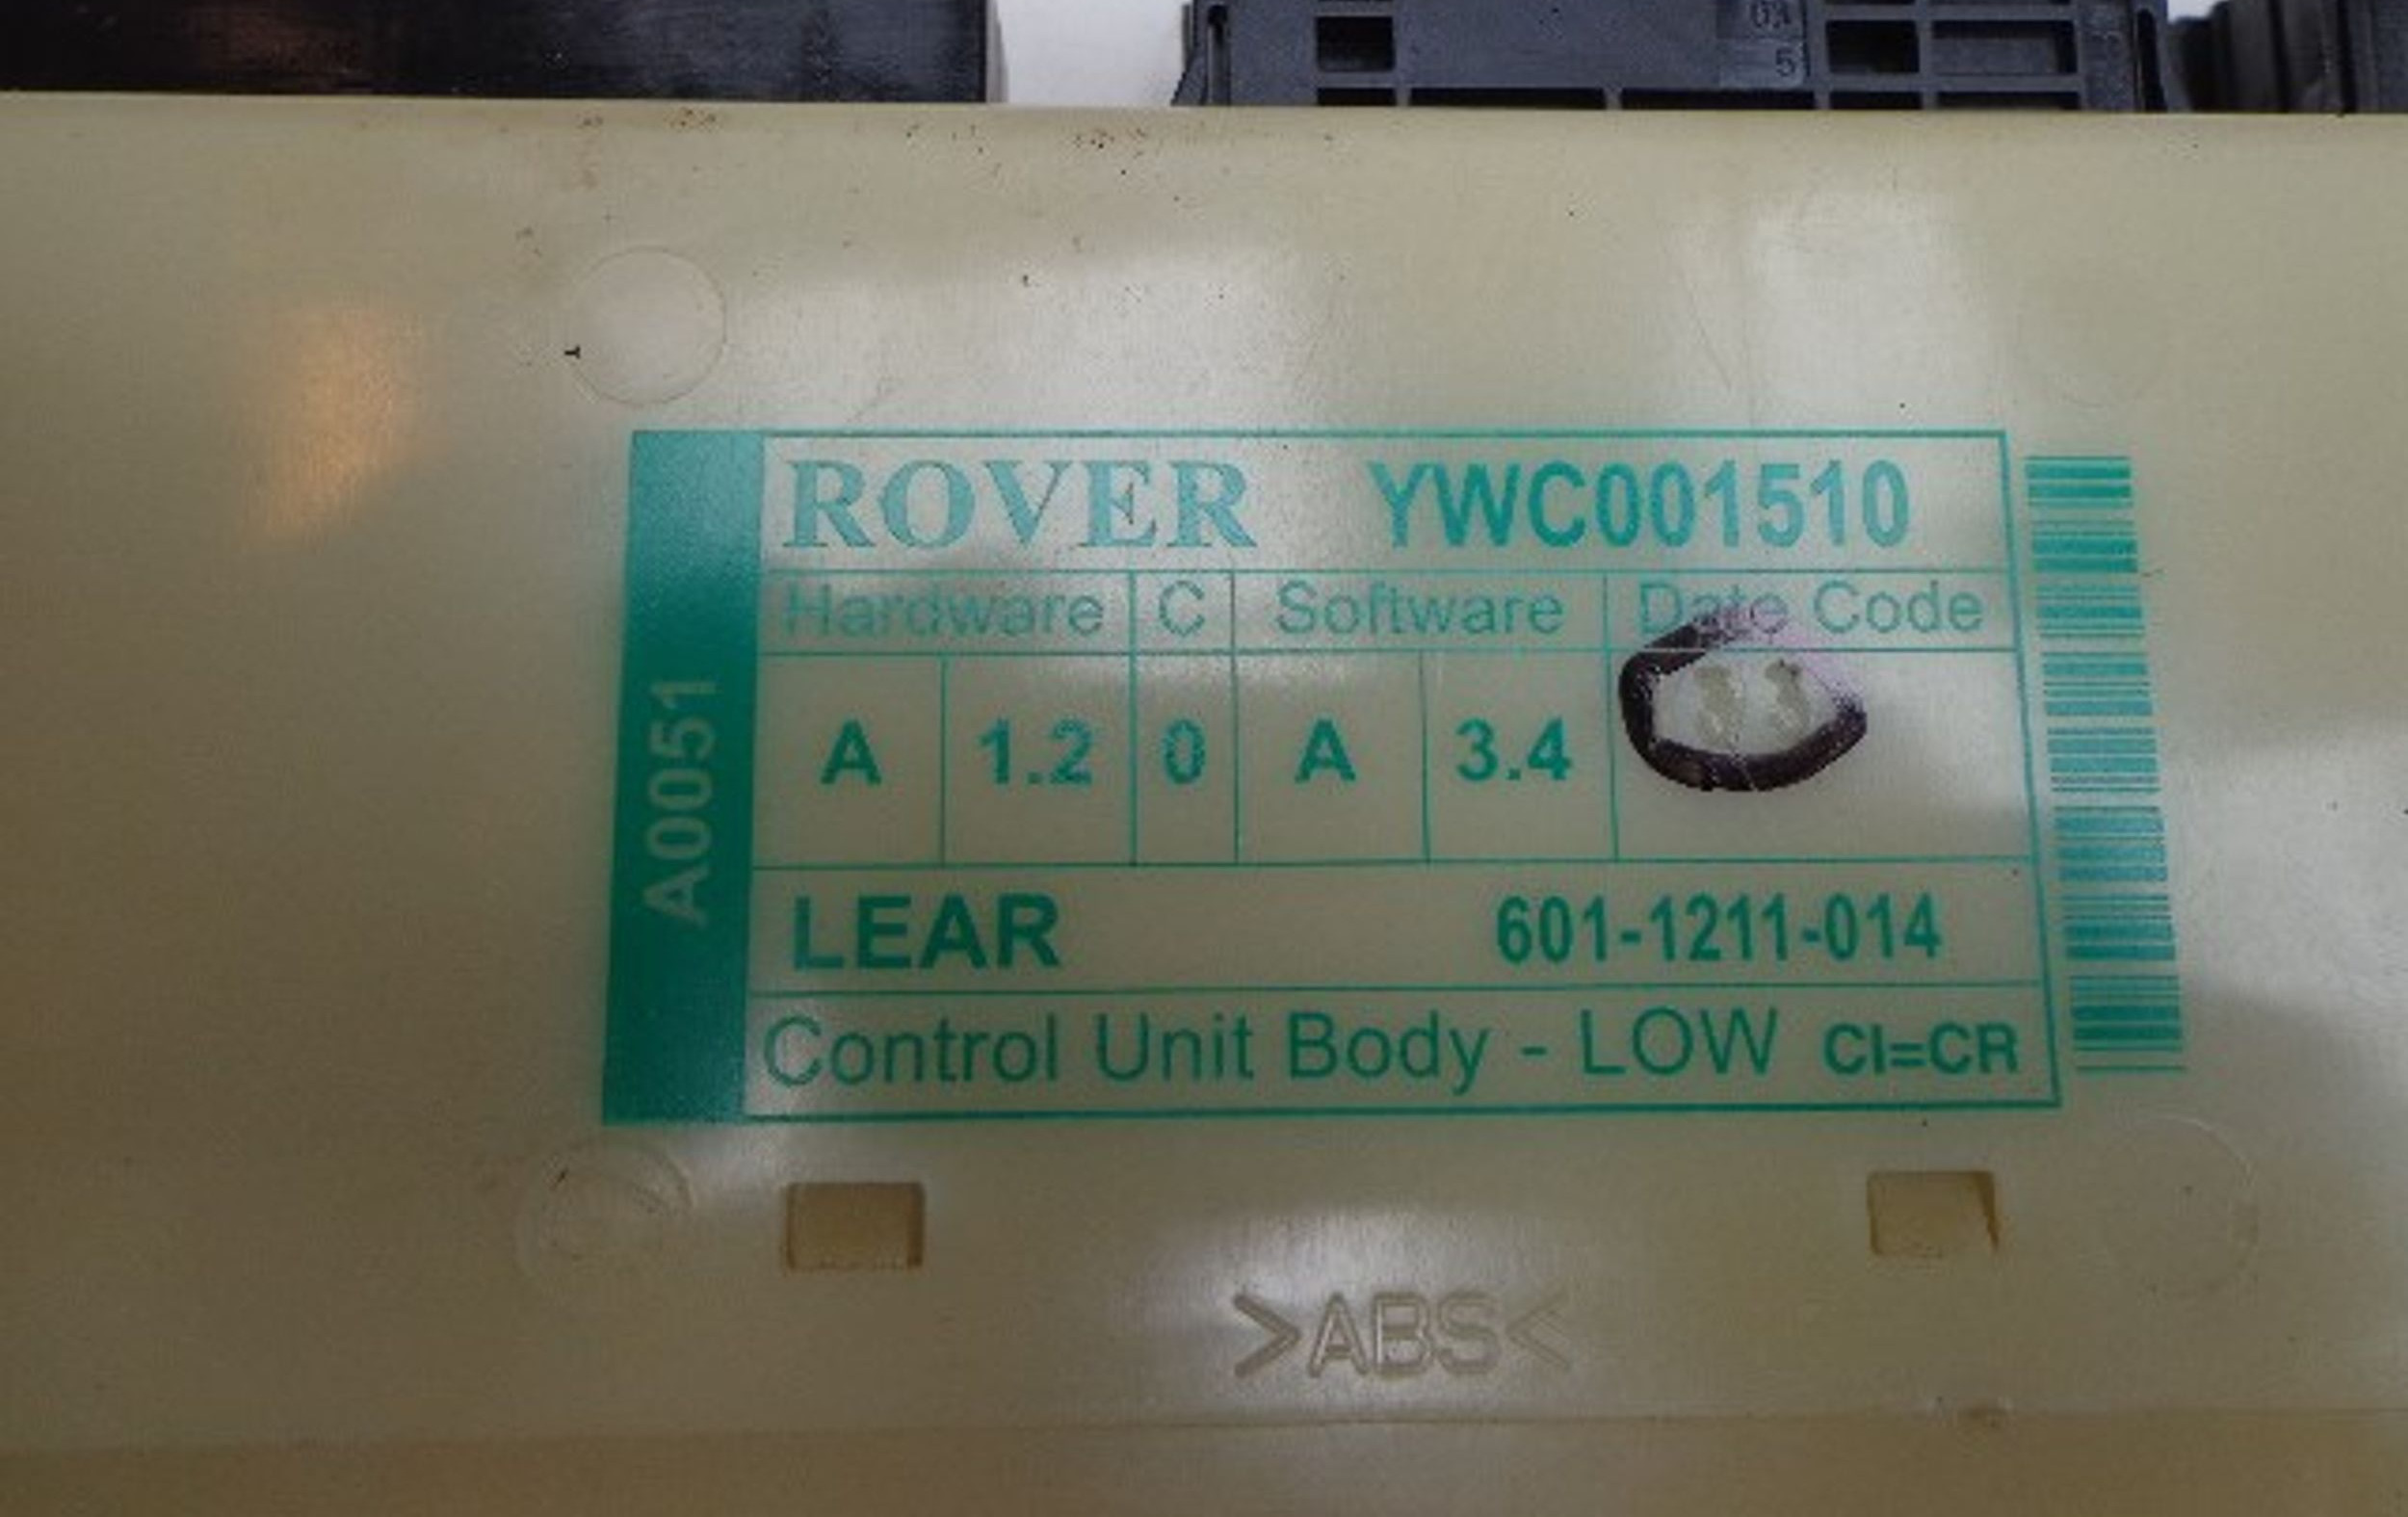 5
ROVER YWC001510
Hardware C Software Date Code
A 1.2 0 A 3.4
A0051
LEAR 601-1211-014
Control Unit Body - LOW CI=CR
>ABS<